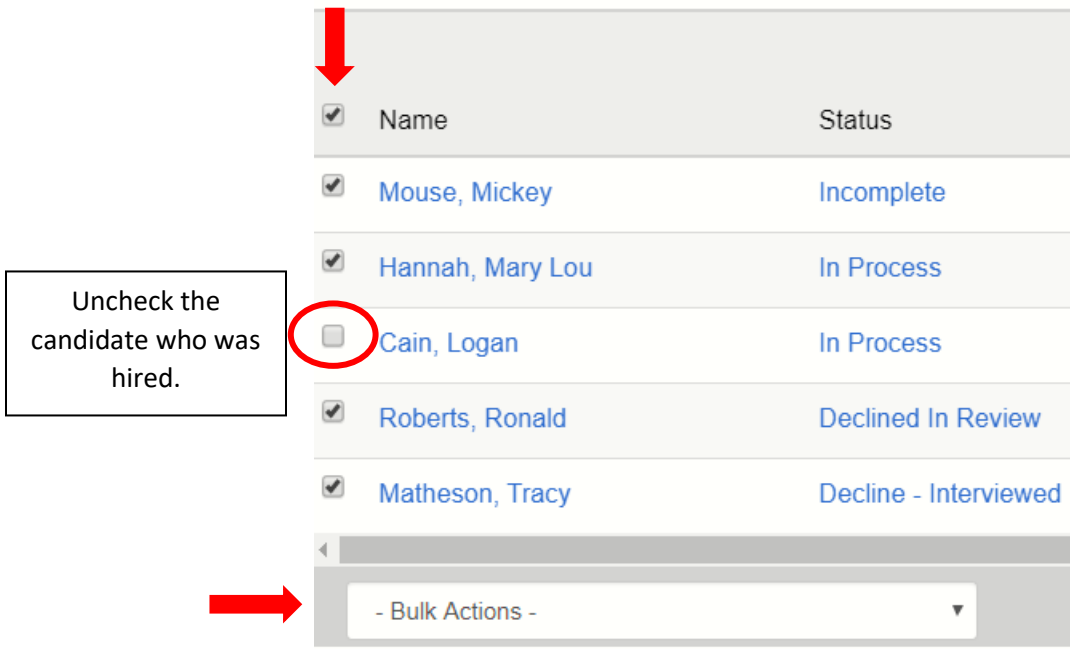 Name Status
Mouse, Mickey Incomplete
Hannah, Mary Lou In Process
Uncheck the
candidate who was
hired.
Cain, Logan In Process
Roberts, Ronald Declined In Review
Matheson, Tracy Decline - Interviewed
- Bulk Actions -